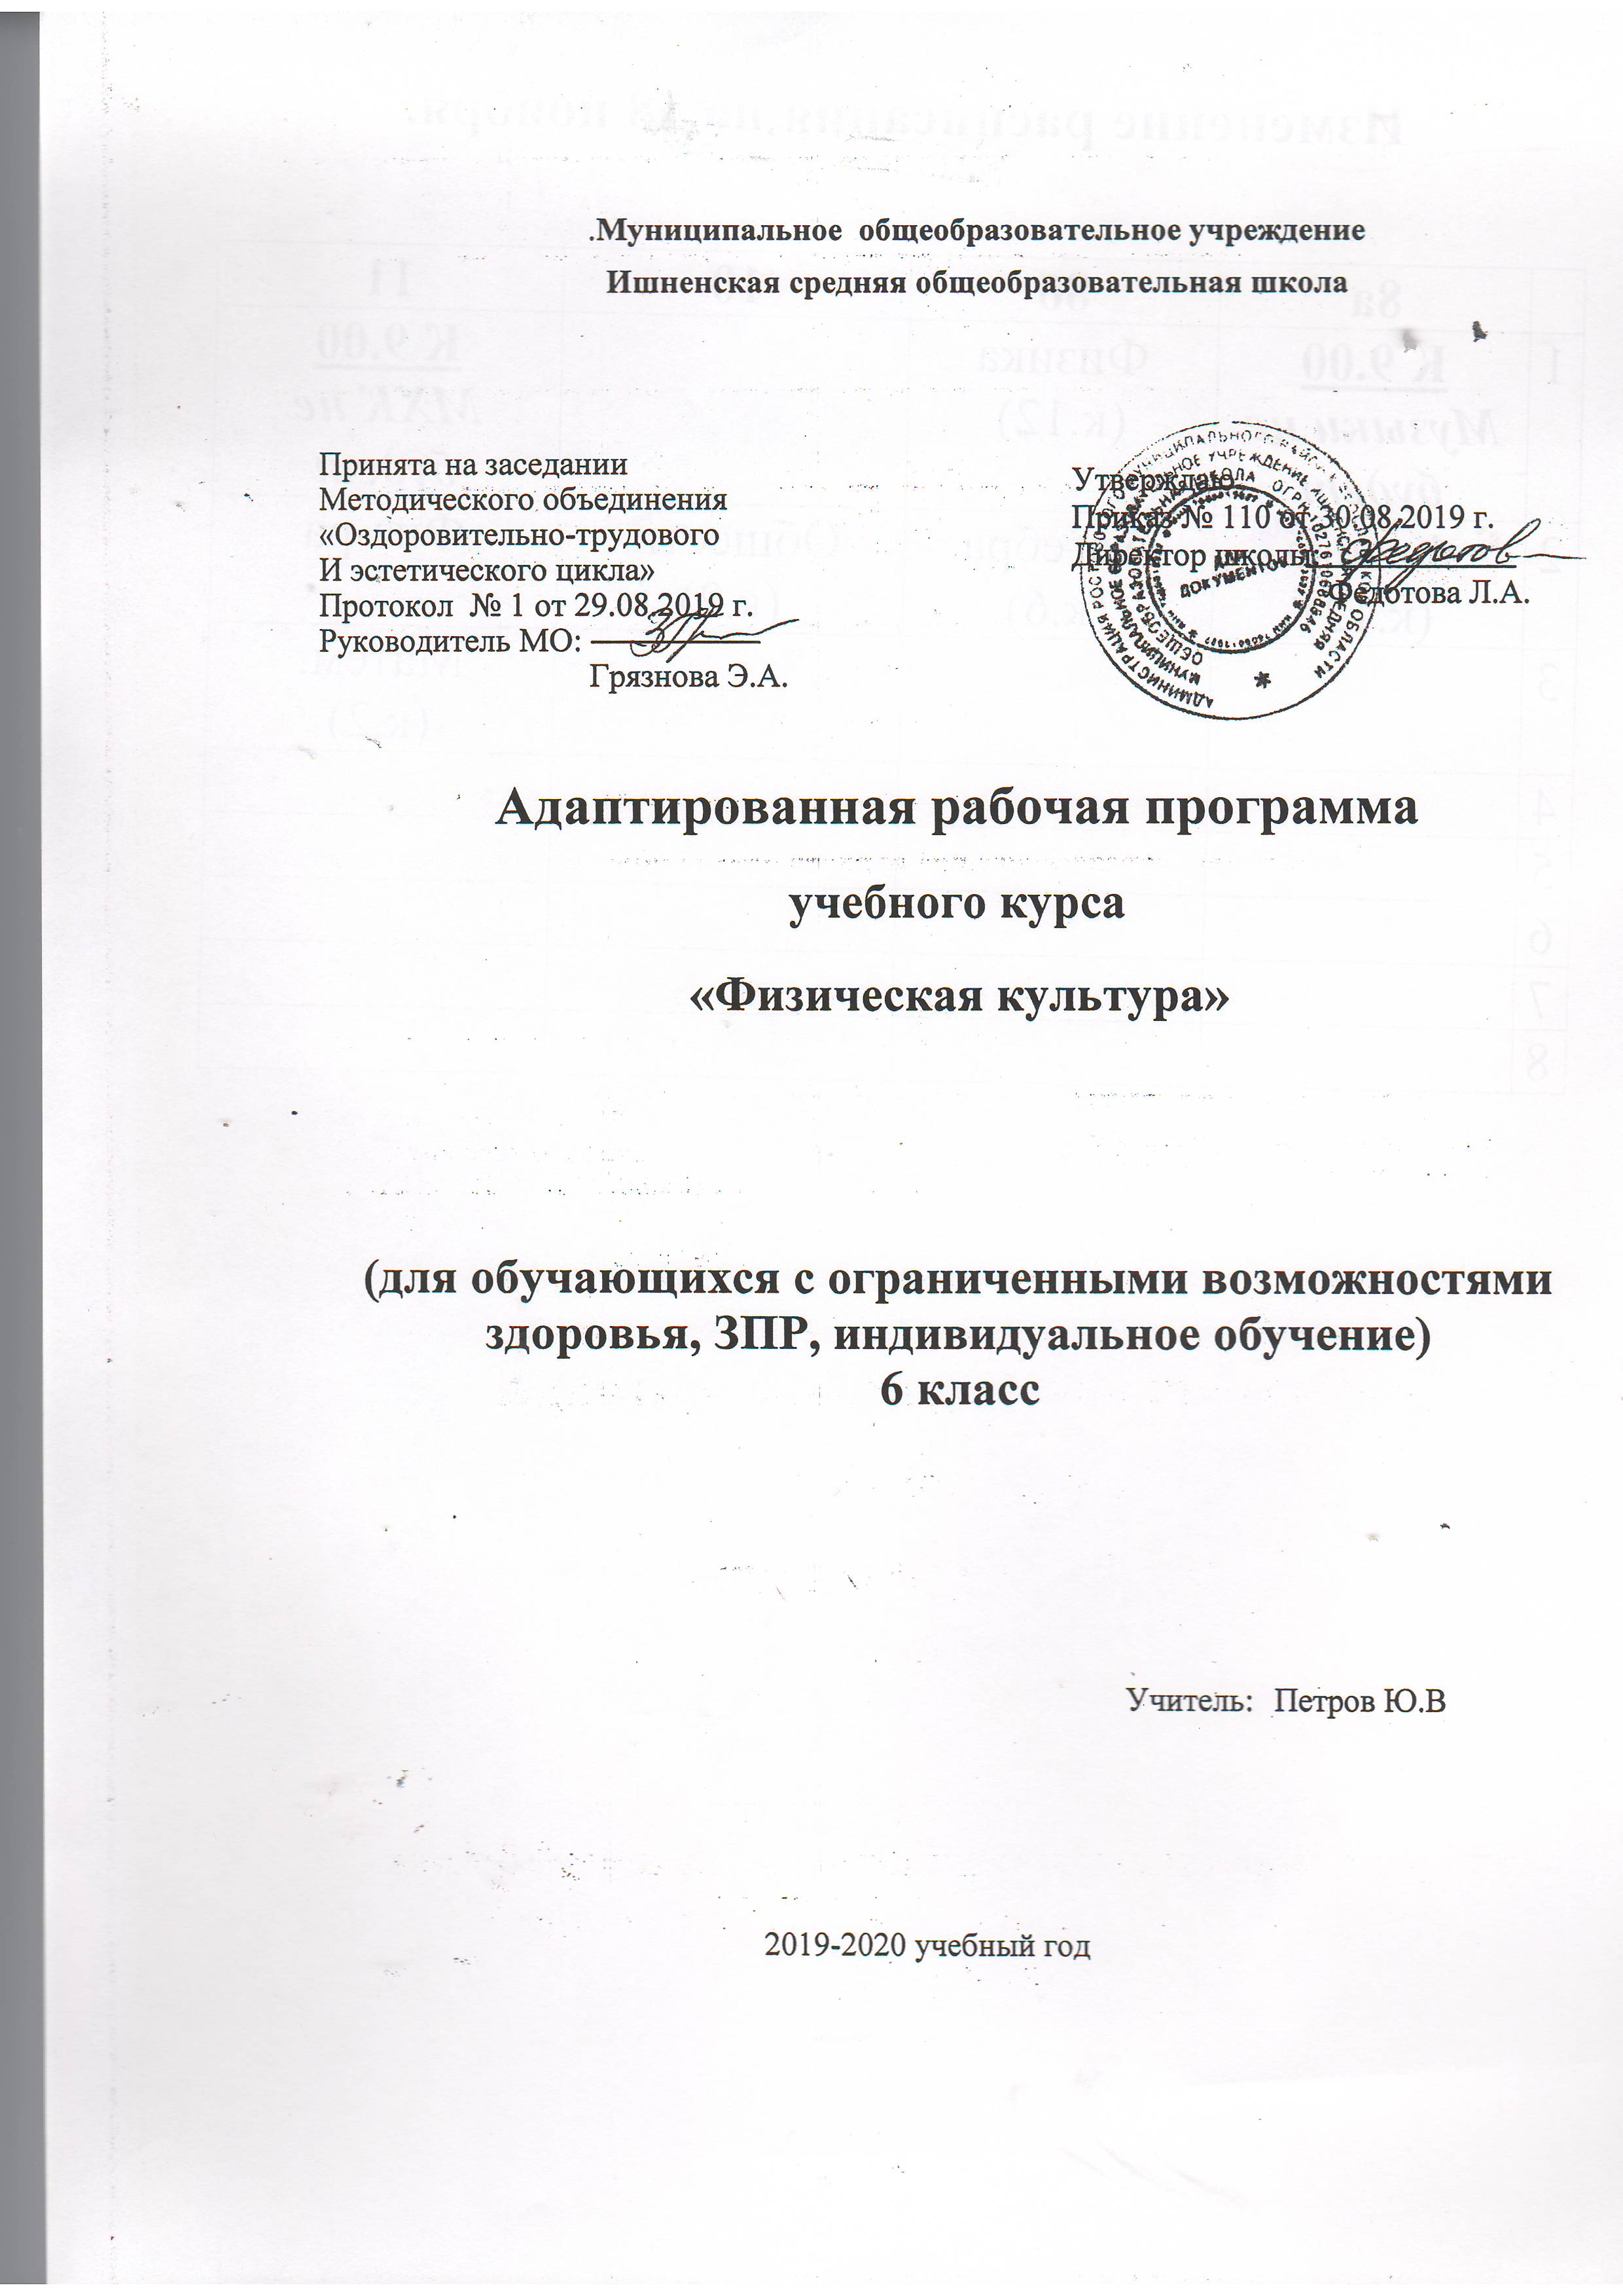 .Муниципальное  общеобразовательное учреждение
Ишненская средняя общеобразовательная школа
Принята на заседании
Методического объединения
«Оздоровительно-трудового
И эстетического цикла»
Протокол  № 1 от 29.08.2019 г.
Руководитель МО:
Грязнова Э.А.
Утверждаю
Приказ № 110 от 30.08.2019 г.
Директор школы:
Федотова Л.А.
ДЛЯ
ДОКУМЕНТОВ
Адаптированная рабочая программа
учебного курса
«Физическая культура»
(для обучающихся с ограниченными возможностями
здоровья, ЗПР, индивидуальное обучение)
6 класс
Учитель:   Петров Ю.В
2019-2020 учебный год